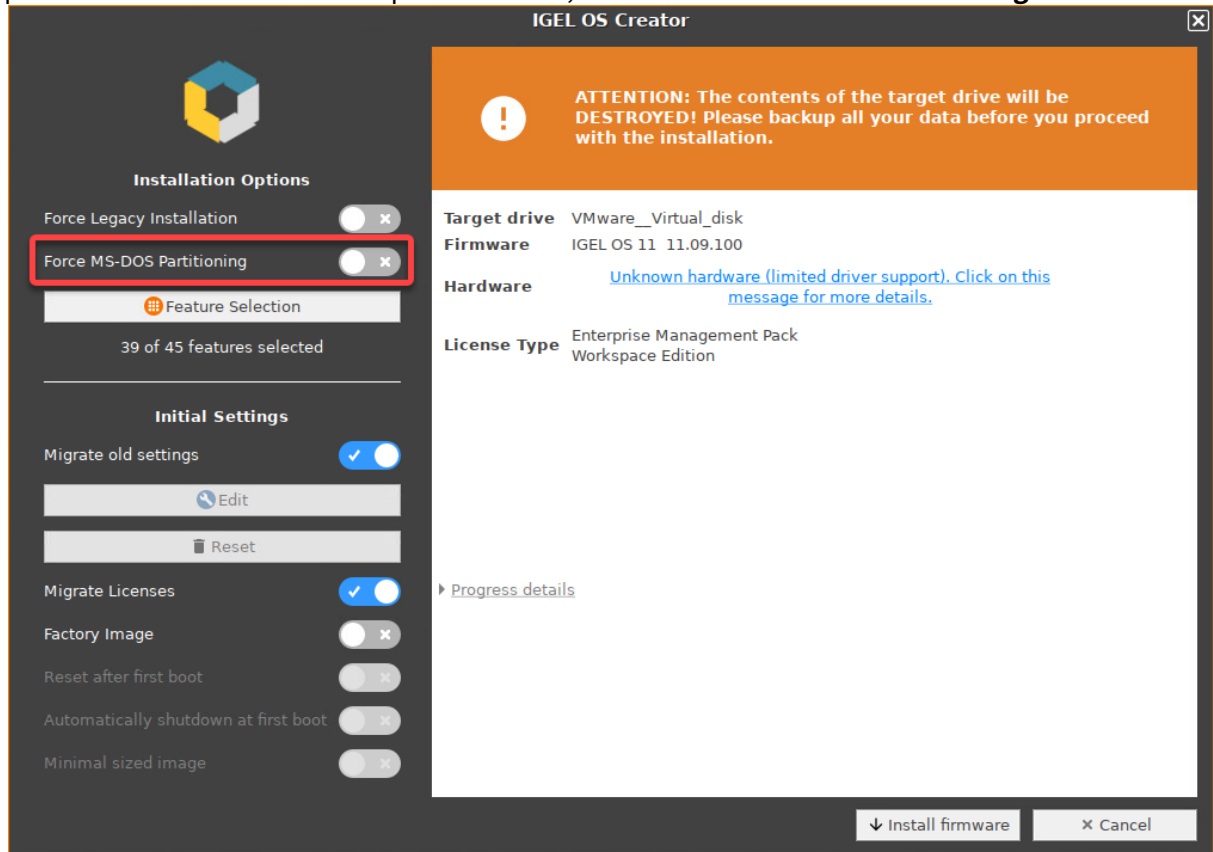 IGEL OS Creator
ATTENTION: The contents of the target drive will be
DESTROYED! Please backup all your data before you proceed
with the installation.
Installation Options
Force Legacy Installation
Force MS-DOS Partitioning
Feature Selection
39 of 45 features selected
Initial Settings
Migrate old settings
Edit
Reset
Migrate Licenses
Factory Image
Reset after first boot
Automatically shutdown at first boot
Minimal sized image
Target drive VMware__Virtual_disk
Firmware IGEL OS 11 11.09.100
Hardware Unknown hardware (limited driver support). Click on this
message for more details.
License Type Enterprise Management Pack
Workspace Edition
Progress details
Install firmware
Cancel